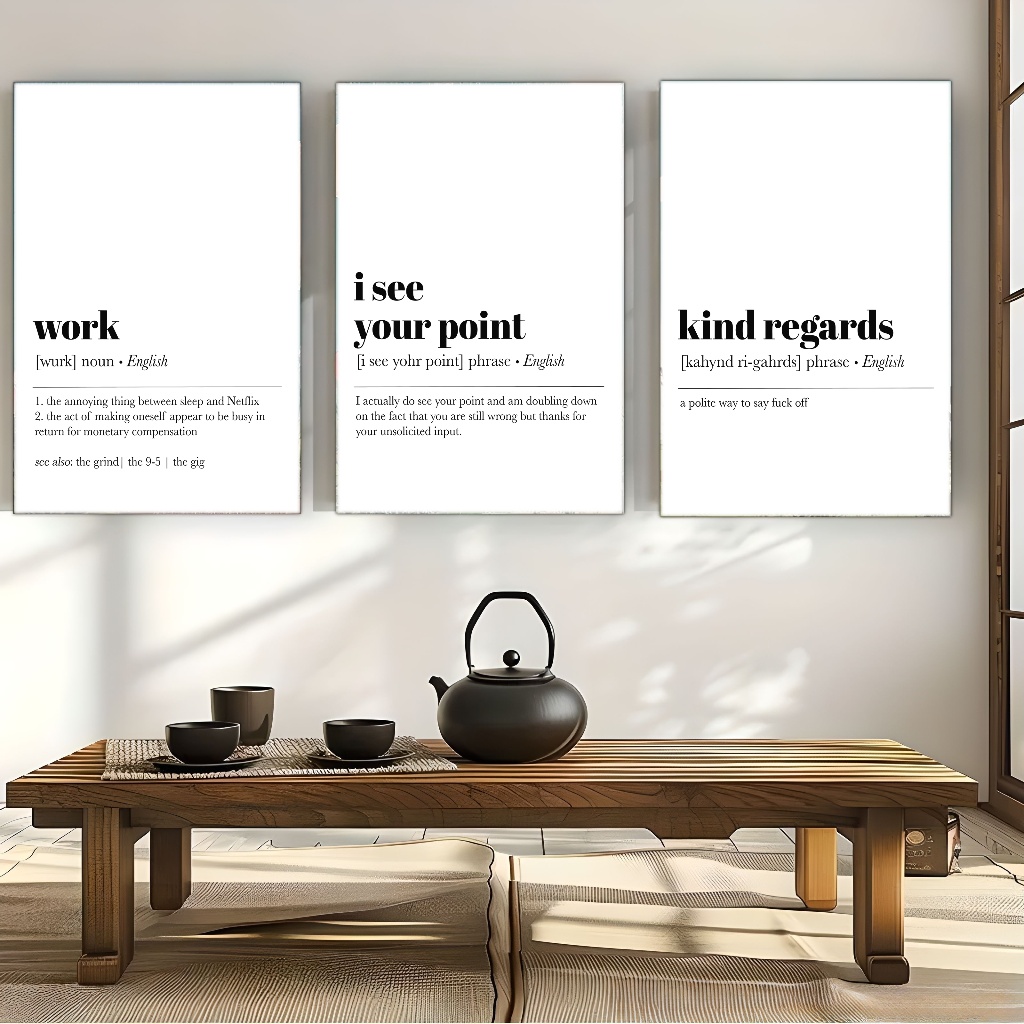 work
[wurk] noun • English
1. the annoying thing between sleep and Netflix
2. the act of making oneself appear to be busy in
return for monetary compensation
see also: the grind| the 9-5 | the gig
i see
your point
[i see yohr point] phrase • English
I actually do see your point and am doubling down
on the fact that you are still wrong but thanks for
your unsolicited input.
kind regards
[kahynd ri-gahrds] phrase • English
a polite way to say fuck off